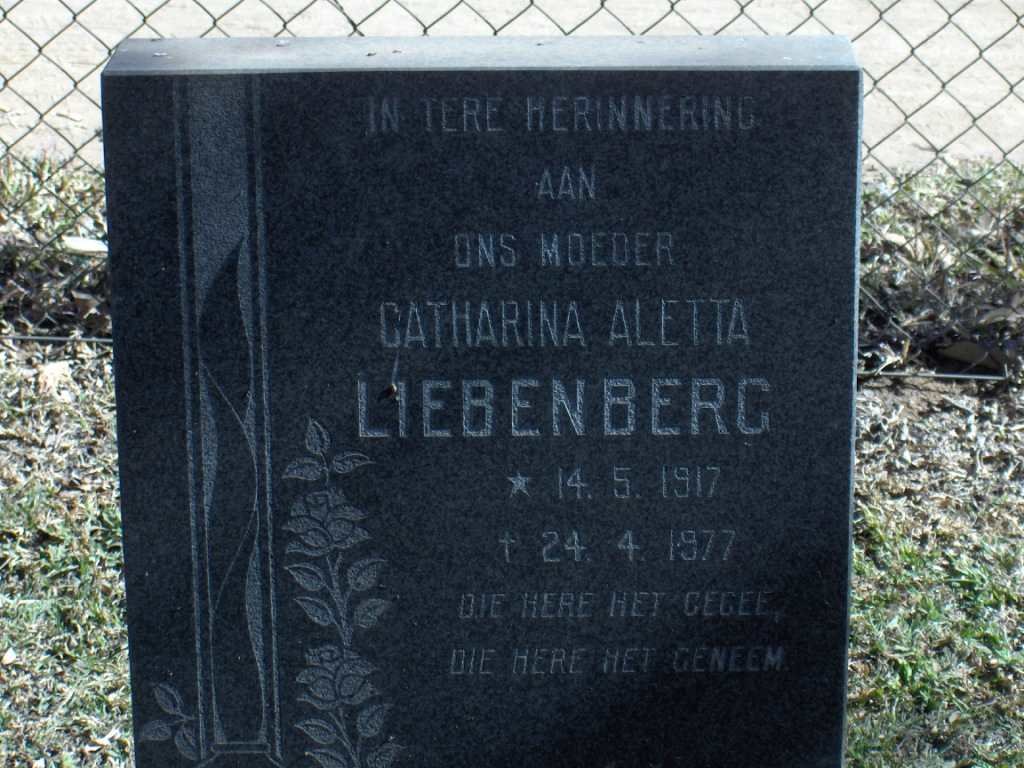 IN TERE HERINNERING
AAN
ONS MOEDER
CATHARINA ALETTA
LIEBENBERG
★ 14. 5. 1917
† 24. 4. 1977
DIE HERE HET GEGEE,
DIE HERE HET GENEEM.